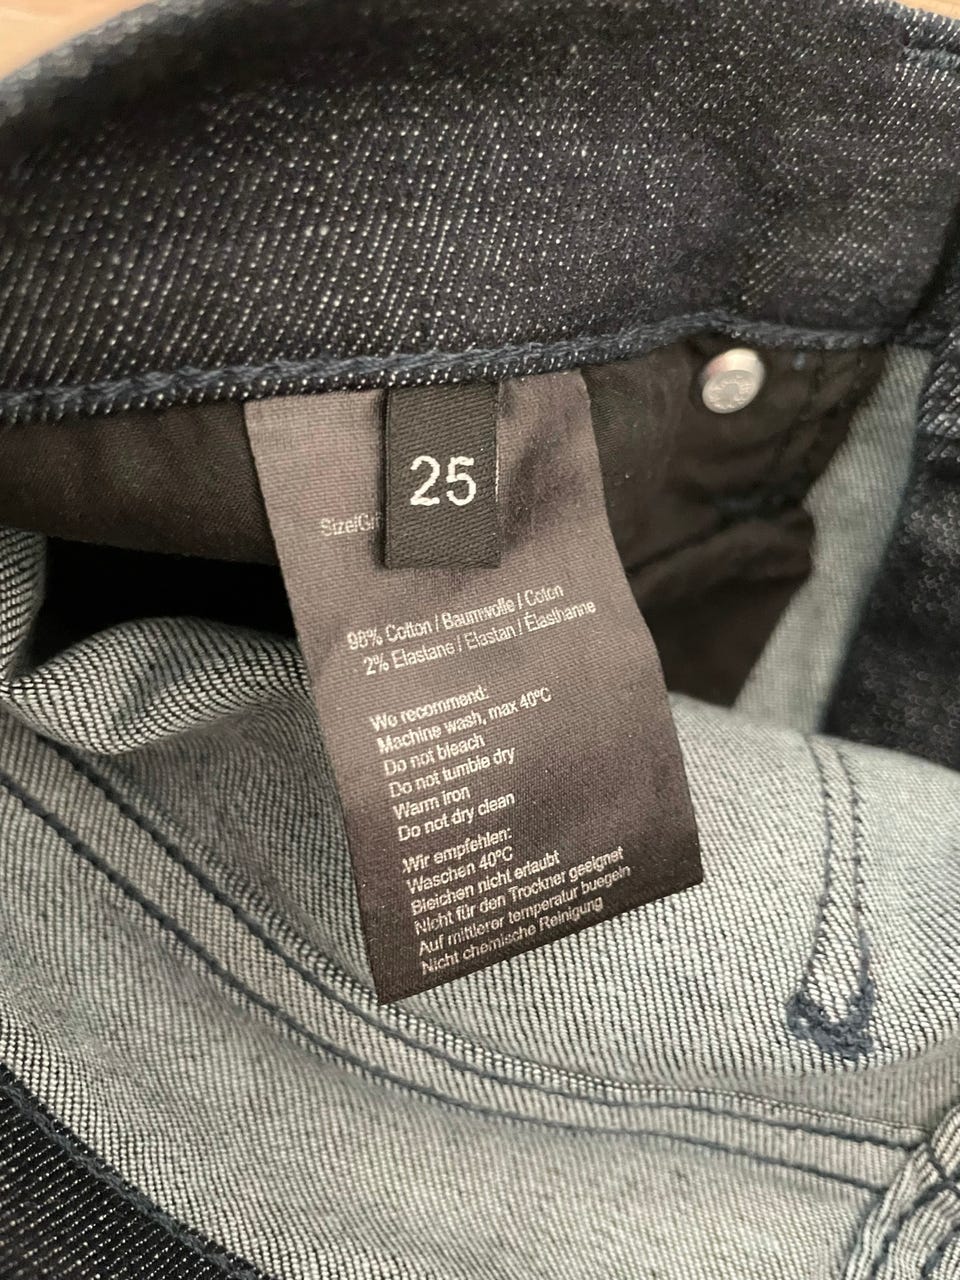 25
Size/Gr
98% Cotton / Baumwolle / Coton
2% Elastane / Elastan / Élasthanne
We recommend:
Machine wash, max 40°C
Do not bleach
Do not tumble dry
Warm iron
Do not dry clean
Wir empfehlen:
Waschen 40°C
Bleichen nicht erlaubt
Nicht für den Trockner geeignet
Auf mittlerer temperatur buegeln
Nicht chemische Reinigung